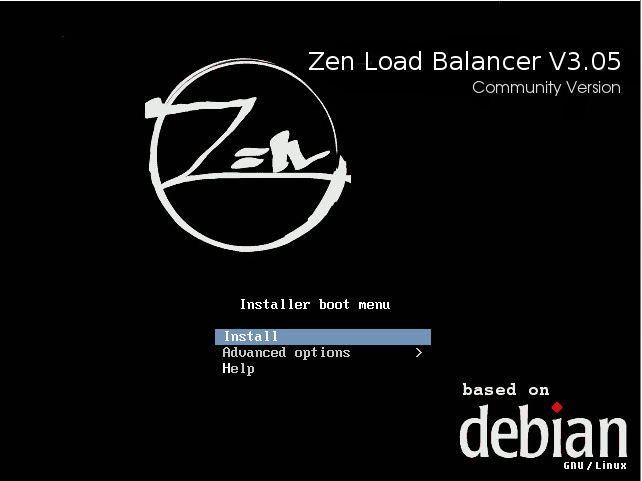 Zen Load Balancer V3.05
Community Version
Zen
Installer boot menu
Install
Advanced options >
Help
based on
debian
GNU/Linux